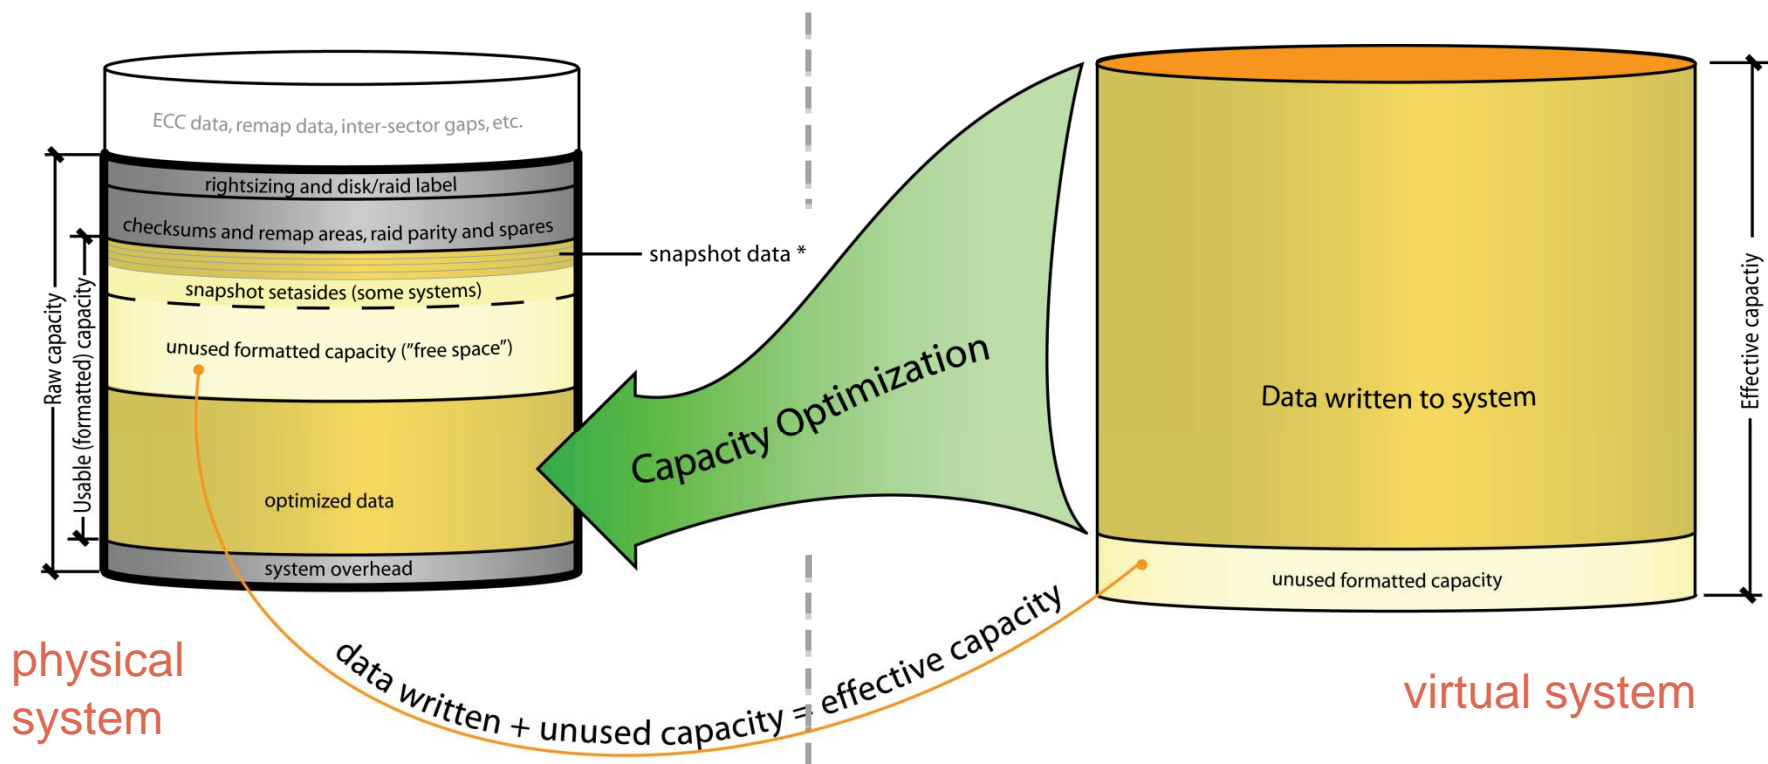 ECC data, remap data, inter-sector gaps, etc.
rightsizing and disk/raid label
checksums and remap areas, raid parity and spares
snapshot data *
snapshot setasides (some systems)
unused formatted capacity ("free space")
optimized data
system overhead
Raw capacity
Usable (formatted) capacity
physical
system
Capacity Optimization
data written + unused capacity = effective capacity
Data written to system
unused formatted capacity
Effective capactiy
virtual system